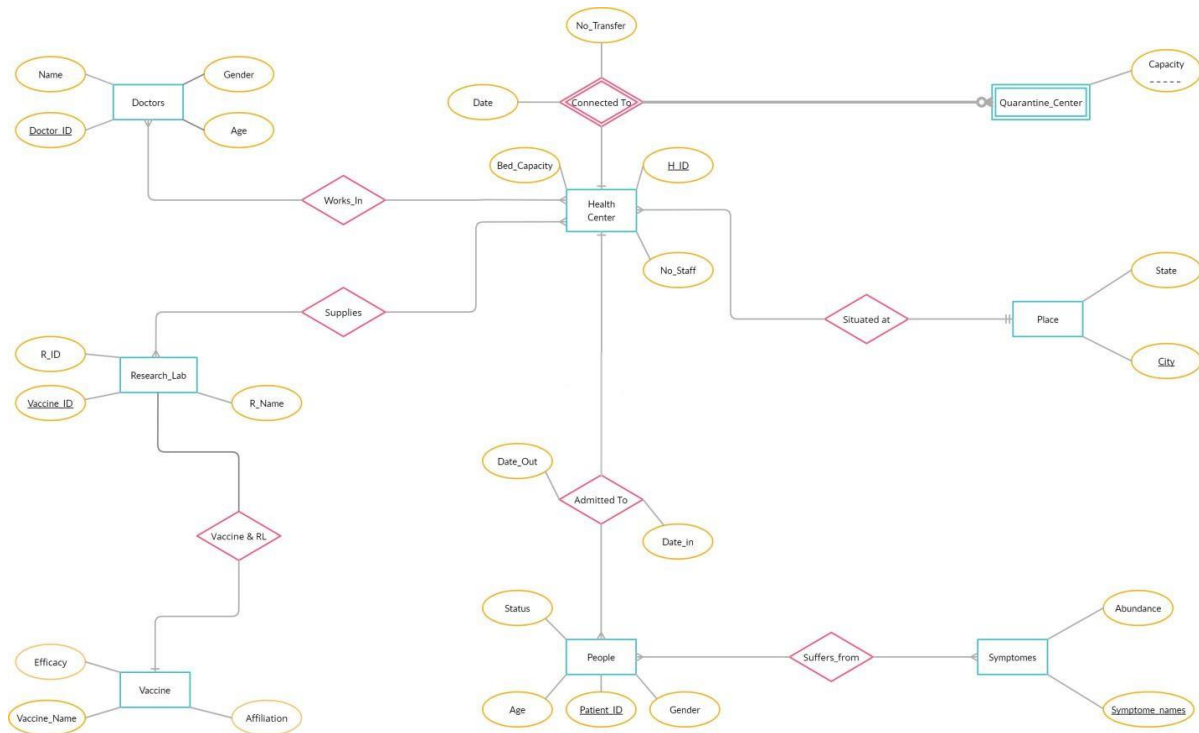 No_Transfer
Name
Gender
Capacity
Doctors
Date
Connected To
Quarantine_Center
Doctor_ID
Age
Bed_Capacity
H_ID
Works_In
Health
Center
No_Staff
State
Supplies
Situated at
Place
R_ID
Research_Lab
City
Vaccine_ID
R_Name
Date_Out
Admitted To
Vaccine & RL
Date_in
Status
Abundance
Efficacy
People
Suffers_from
Symptomes
Vaccine
Vaccine_Name
Affiliation
Age
Patient_ID
Gender
Symptome_names